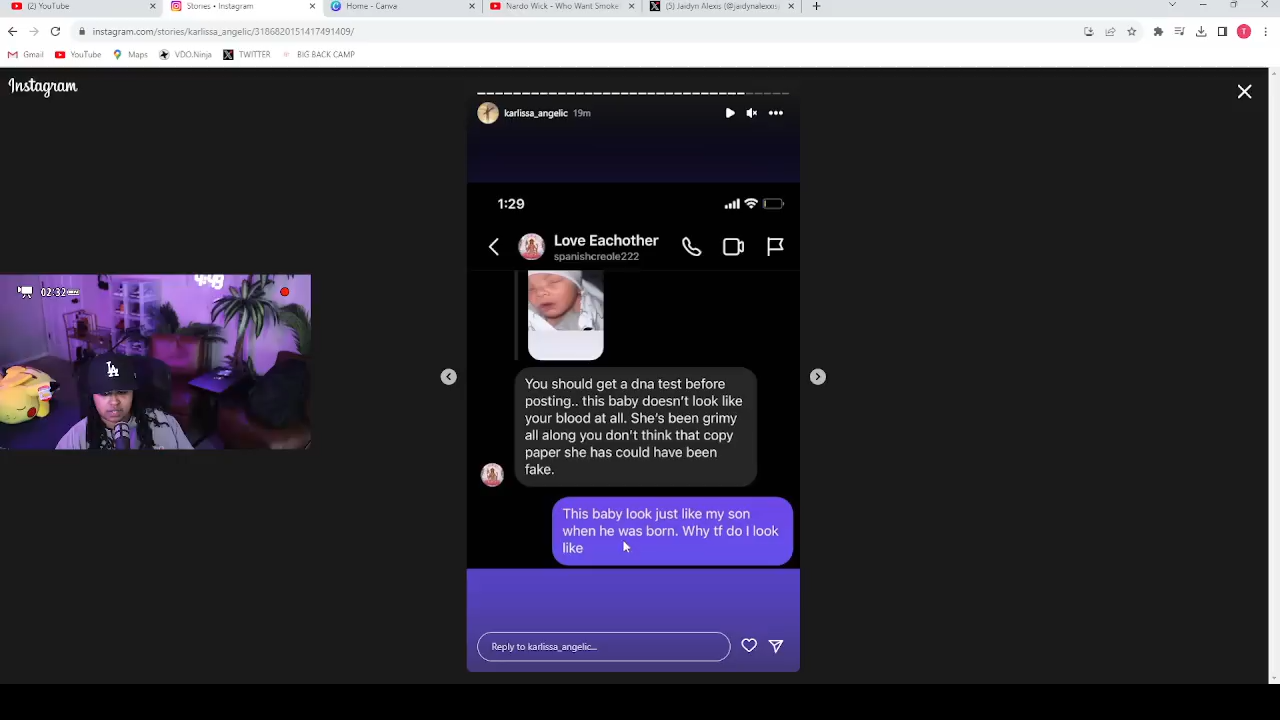 (1) YouTube
Stories • Instagram
Home - Canva
Nardo Wick - Who Want Smoke
(5) Jaidyn Alexis (@jaidynalexiss
instagram.com/stories/karlissa_angelic/3186820151417491409/
T
Gmail
YouTube
Maps
VDO.Ninja
TWITTER
BIG BACK CAMP
Instagram
karlissa_angelic 19m
1:29
Love Eachother
spanishcreole222
02:32
LA
You should get a dna test before
posting.. this baby doesn't look like
your blood at all. She's been grimy
all along you don't think that copy
paper she has could have been
fake.
This baby look just like my son
when he was born. Why tf do I look
like
Reply to karlissa_angelic...